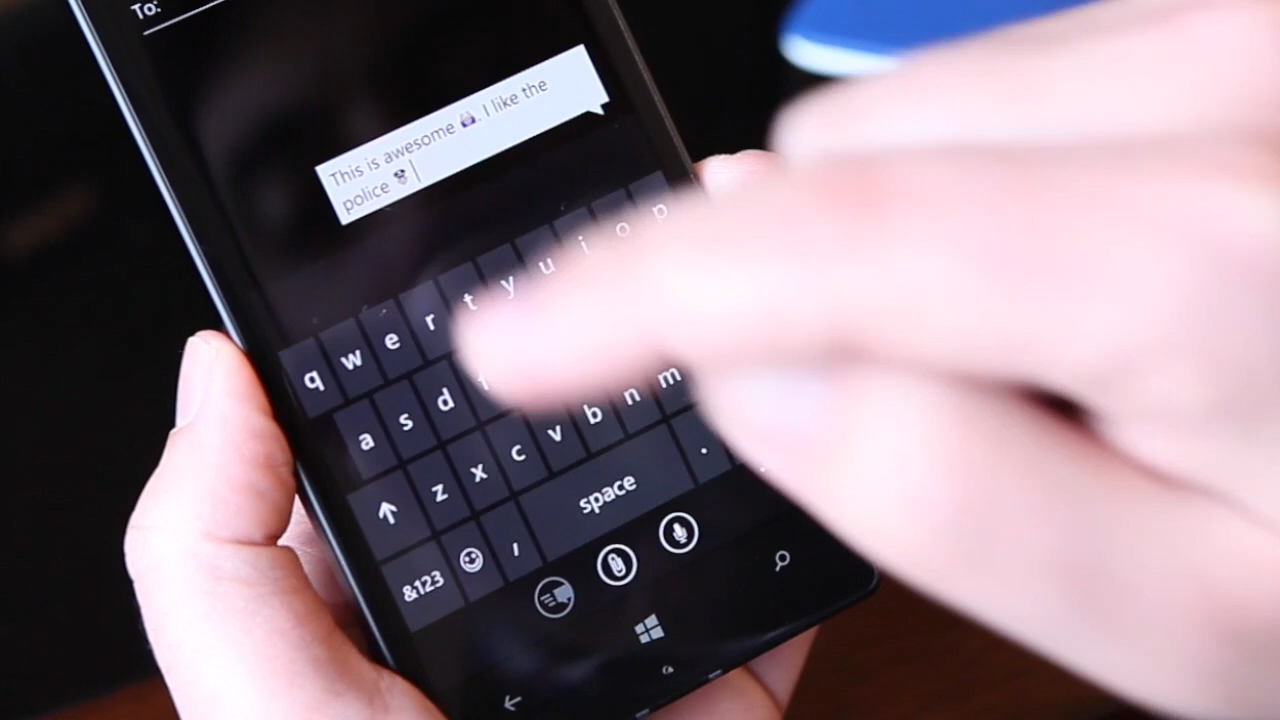 To:
This is awesome 👸. I like the
police 👮
q w e r t y u i o p
a s d f
z x c v b n m
&123 , space .